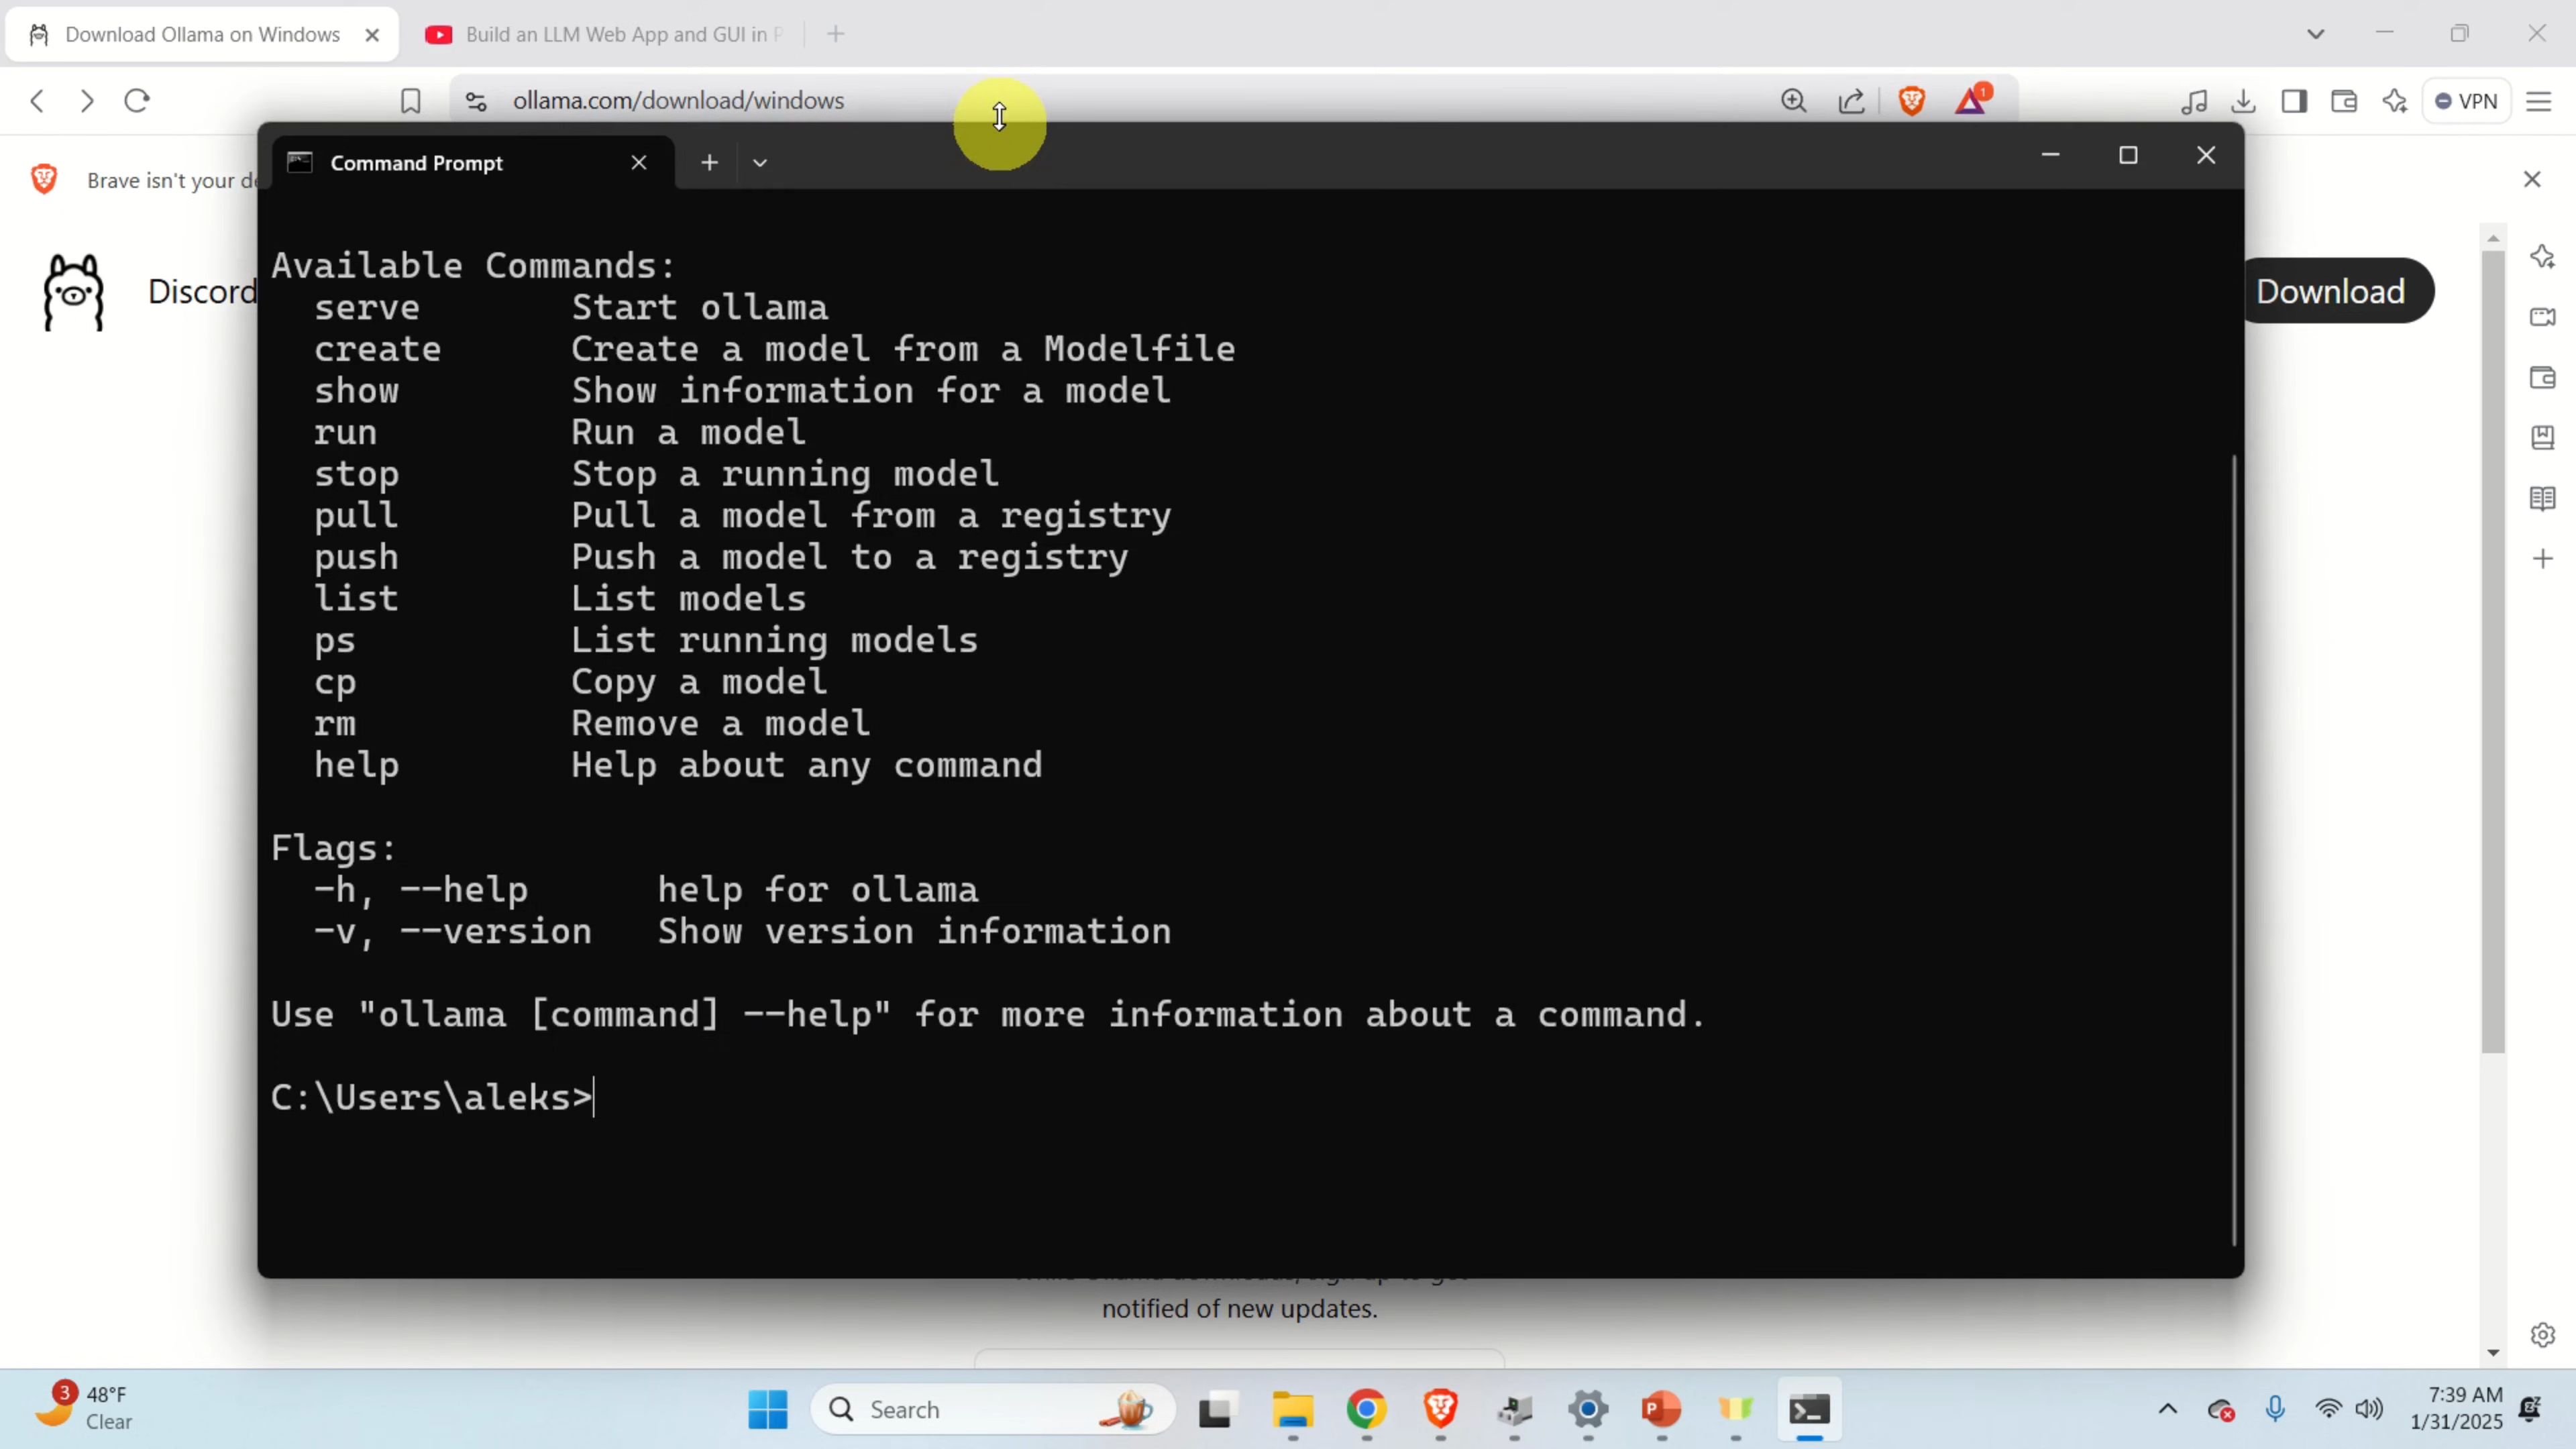 Download Ollama on Windows
Build an LLM Web App and GUI in P
ollama.com/download/windows
1
VPN
Brave isn't your de
Command Prompt
Discord
Download
Available Commands:
serve Start ollama
create Create a model from a Modelfile
show Show information for a model
run Run a model
stop Stop a running model
pull Pull a model from a registry
push Push a model to a registry
list List models
ps List running models
cp Copy a model
rm Remove a model
help Help about any command
Flags:
-h, --help help for ollama
-v, --version Show version information
Use "ollama [command] --help" for more information about a command.
C:\Users\aleks>
notified of new updates.
3
48°F
Clear
Search
7:39 AM
1/31/2025